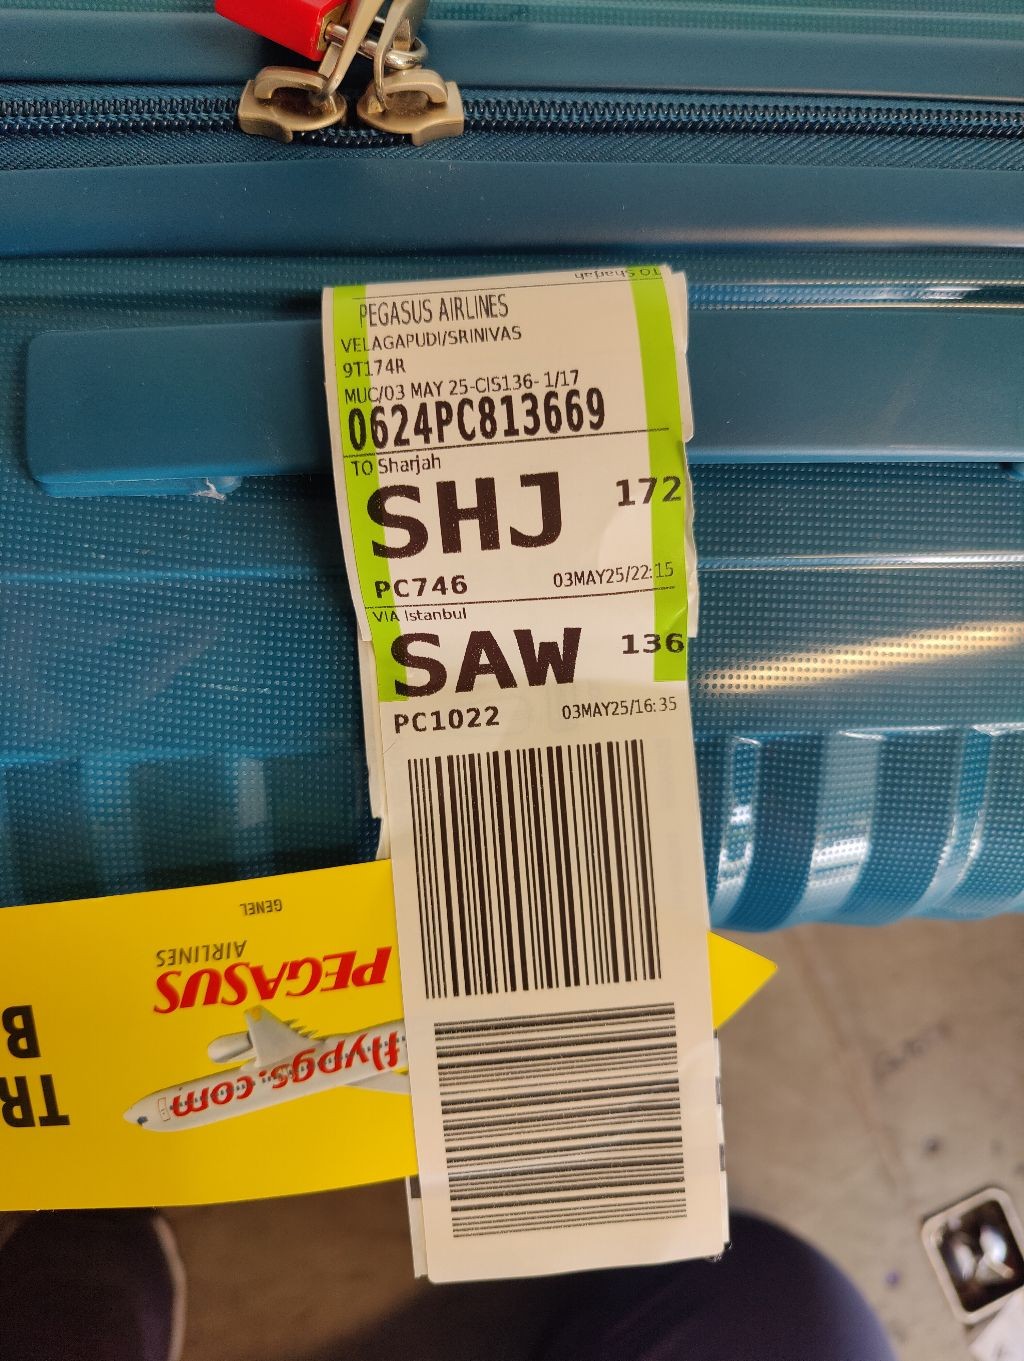 TO Sharjah
PEGASUS AIRLINES
VELAGAPUDI/SRINIVAS
9T174R
MUC/03 MAY 25-CIS136- 1/17
0624PC813669
TO Sharjah
SHJ 172
PC746 03MAY25/22:15
VIA Istanbul
SAW 136
PC1022 03MAY25/16:35
GENEL
PEGASUS
AIRLINES
flypgs.com
TR
B